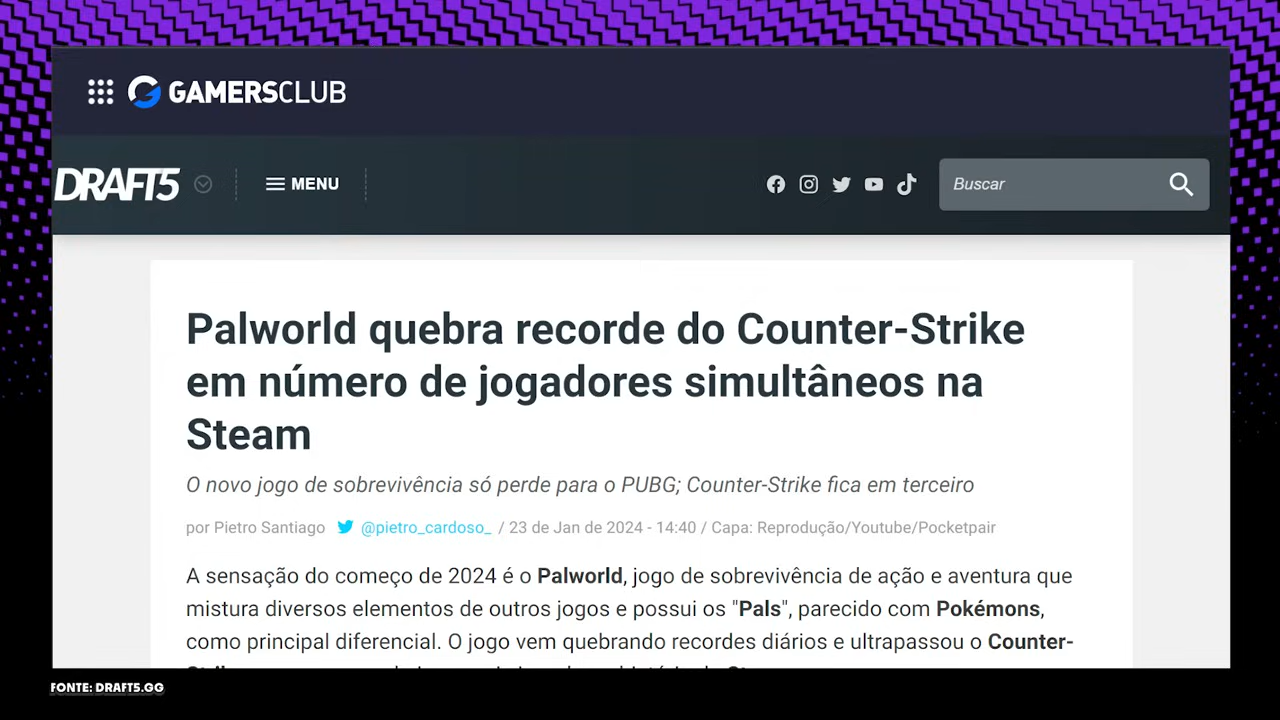 GAMERSCLUB
DRAFT5
MENU
Buscar
Palworld quebra recorde do Counter-Strike
em número de jogadores simultâneos na
Steam
O novo jogo de sobrevivência só perde para o PUBG; Counter-Strike fica em terceiro
por Pietro Santiago @pietro_cardoso_ / 23 de Jan de 2024 - 14:40 / Capa: Reprodução/Youtube/Pocketpair
A sensação do começo de 2024 é o Palworld, jogo de sobrevivência de ação e aventura que
mistura diversos elementos de outros jogos e possui os "Pals", parecido com Pokémons,
como principal diferencial. O jogo vem quebrando recordes diários e ultrapassou o Counter-
FONTE: DRAFT5.GG